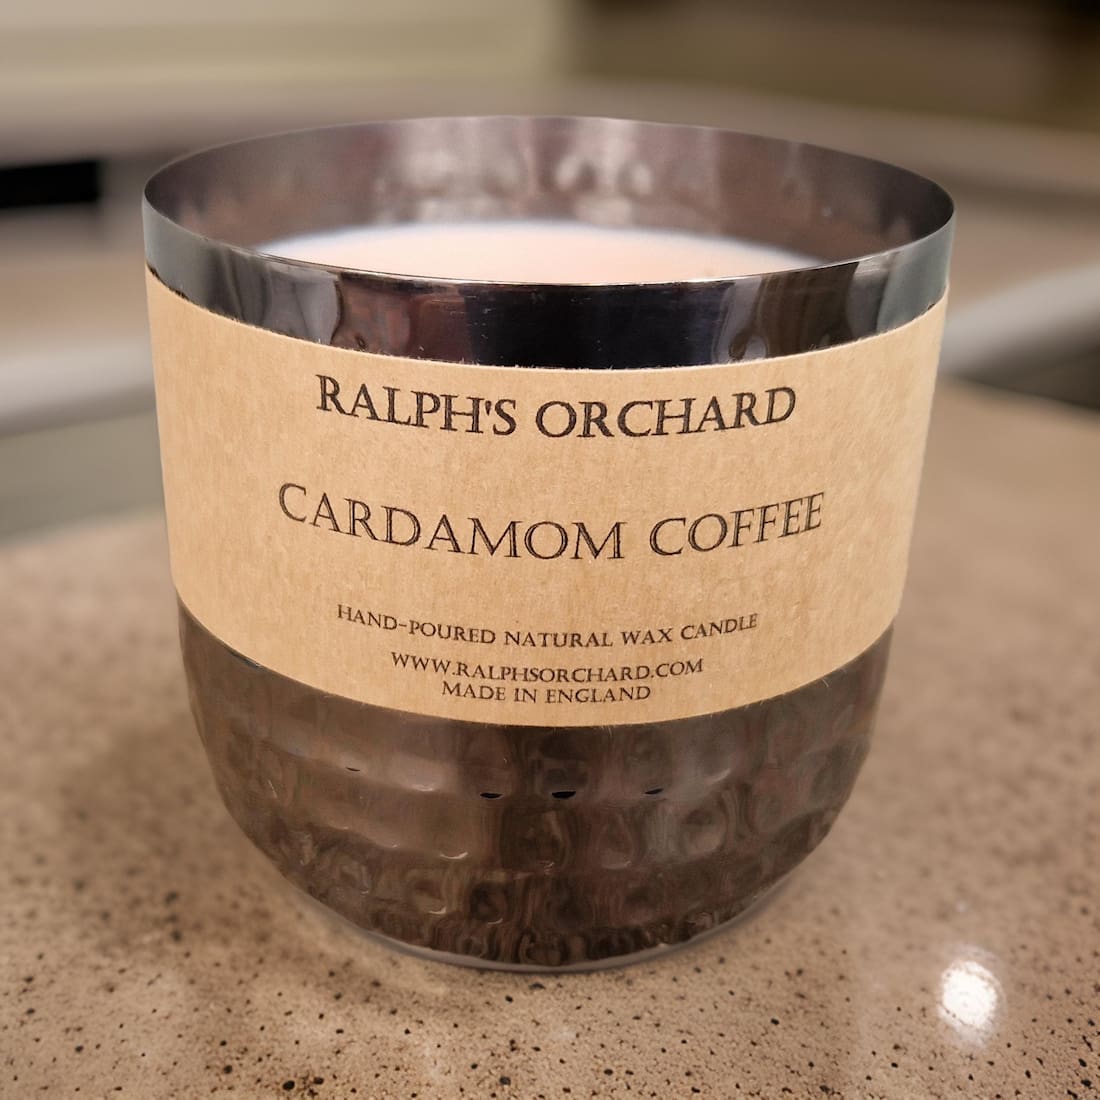 RALPH'S ORCHARD
CARDAMOM COFFEE
HAND-POURED NATURAL WAX CANDLE
WWW.RALPHSORCHARD.COM
MADE IN ENGLAND